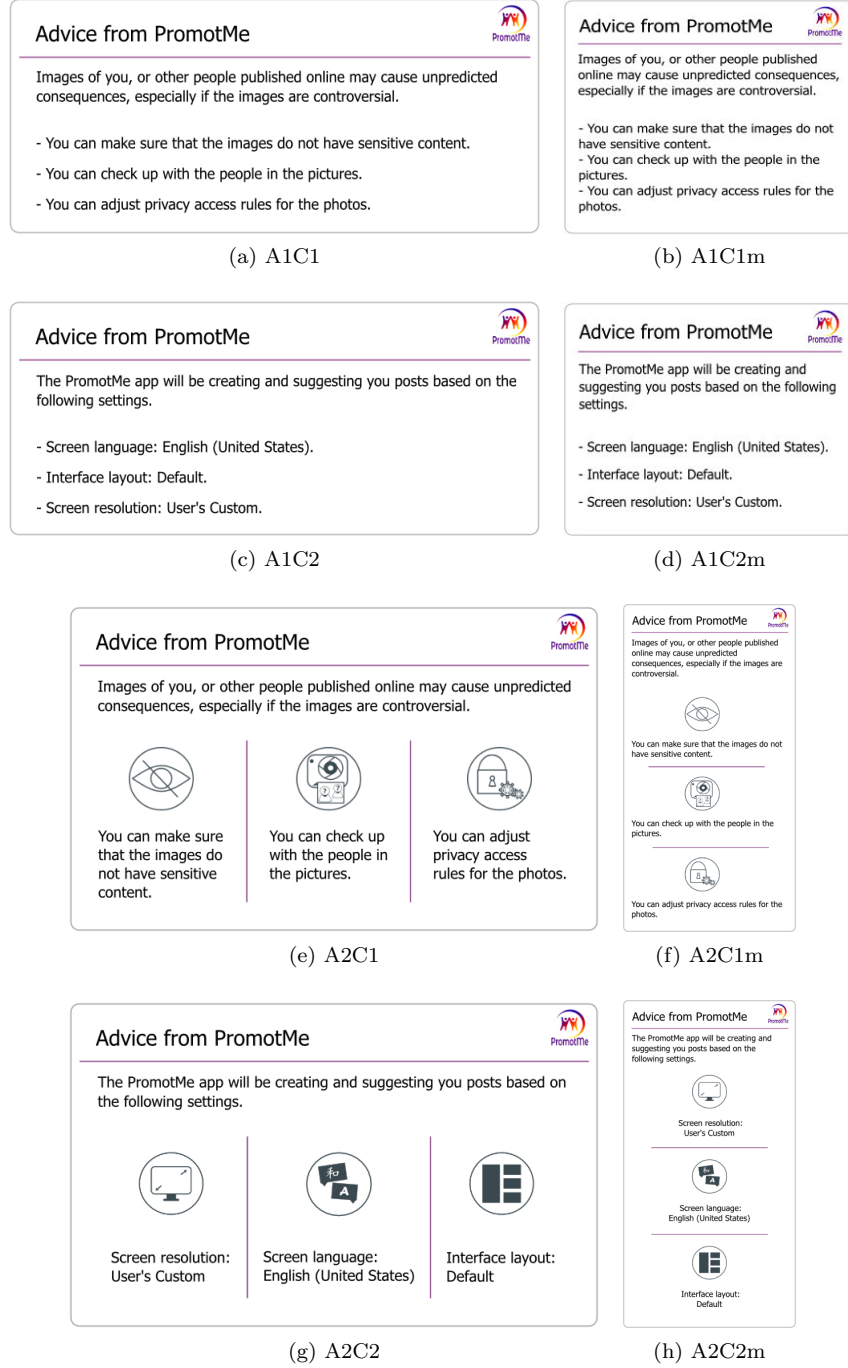 Advice from PromotMe
PromotMe
Images of you, or other people published online may cause unpredicted
consequences, especially if the images are controversial.
- You can make sure that the images do not have sensitive content.
- You can check up with the people in the pictures.
- You can adjust privacy access rules for the photos.
(a) A1C1
Advice from PromotMe
PromotMe
Images of you, or other people published
online may cause unpredicted consequences,
especially if the images are controversial.
- You can make sure that the images do not
have sensitive content.
- You can check up with the people in the
pictures.
- You can adjust privacy access rules for the
photos.
(b) A1C1m
Advice from PromotMe
PromotMe
The PromotMe app will be creating and suggesting you posts based on the
following settings.
- Screen language: English (United States).
- Interface layout: Default.
- Screen resolution: User's Custom.
(c) A1C2
Advice from PromotMe
PromotMe
The PromotMe app will be creating and
suggesting you posts based on the following
settings.
- Screen language: English (United States).
- Interface layout: Default.
- Screen resolution: User's Custom.
(d) A1C2m
Advice from PromotMe
PromotMe
Images of you, or other people published online may cause unpredicted
consequences, especially if the images are controversial.
You can make sure
that the images do
not have sensitive
content.
You can check up
with the people in
the pictures.
You can adjust
privacy access
rules for the photos.
(e) A2C1
Advice from PromotMe
PromotMe
Images of you, or other people published
online may cause unpredicted
consequences, especially if the images are
controversial.
You can make sure that the images do not
have sensitive content.
You can check up with the people in the
pictures.
You can adjust privacy access rules for the
photos.
(f) A2C1m
Advice from PromotMe
PromotMe
The PromotMe app will be creating and suggesting you posts based on
the following settings.
和
A
Screen resolution:
User's Custom
Screen language:
English (United States)
Interface layout:
Default
(g) A2C2
Advice from PromotMe
PromotMe
The PromotMe app will be creating and
suggesting you posts based on the
following settings.
Screen resolution:
User's Custom
和
A
Screen language:
English (United States)
Interface layout:
Default
(h) A2C2m